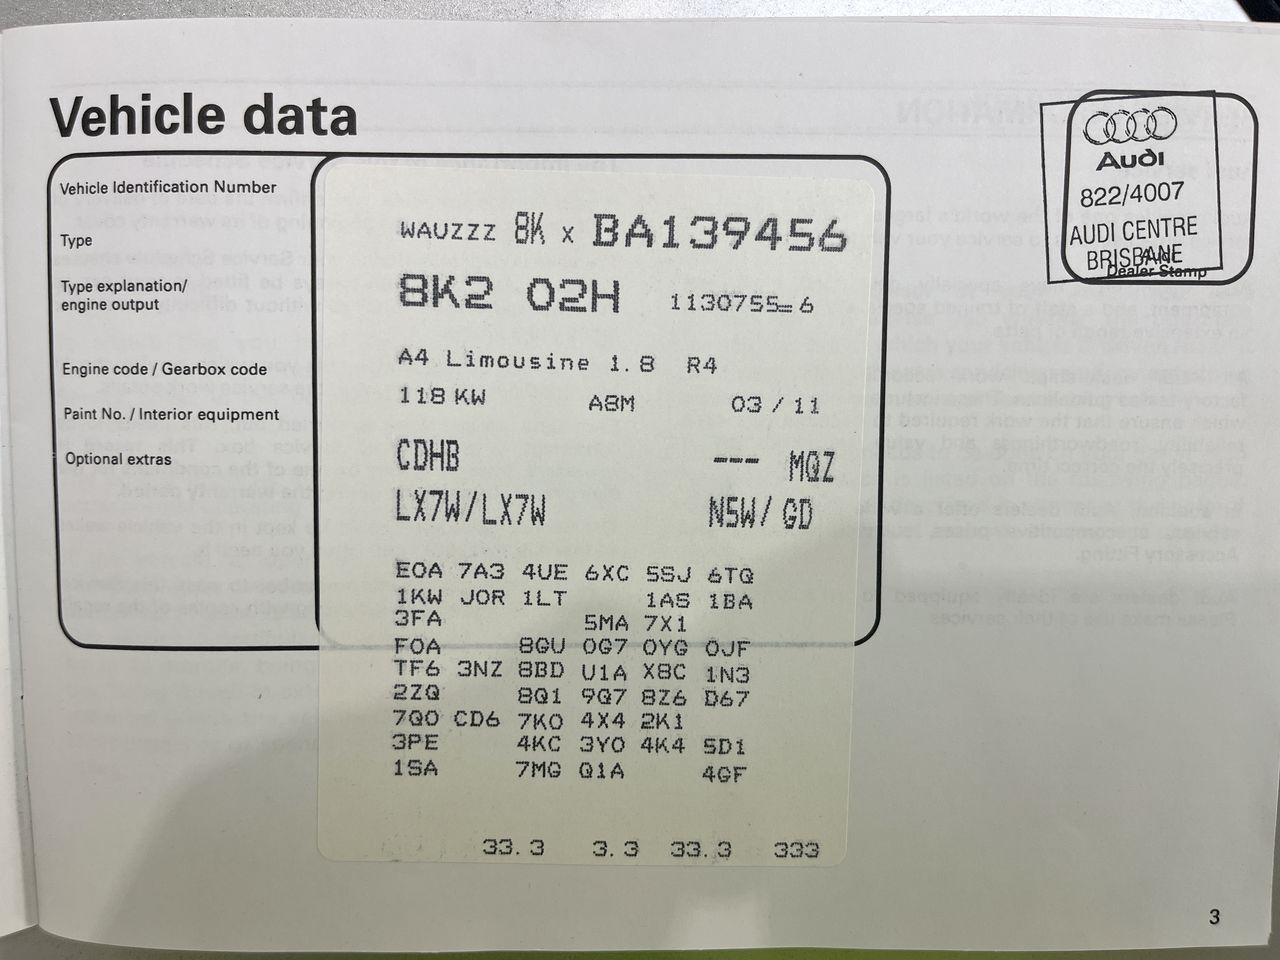 Vehicle data
Audi
822/4007
AUDI CENTRE
BRISBANE
Audi
Dealer Stamp
Vehicle Identification Number
Type
Type explanation/
engine output
Engine code / Gearbox code
Paint No. / Interior equipment
Optional extras
WAUZZZ 8K x BA139456
8K2 02H 1130755=6
A4 Limousine 1.8 R4
118 KW A8M 03 / 11
CDHB --- MQZ
LX7W/LX7W N5W/ GD
E0A 7A3 4UE 6XC 5SJ 6TQ
1KW J0R 1LT 1AS 1BA
3FA 5MA 7X1
F0A 8GU 0G7 0YG 0JF
TF6 3NZ 8BD U1A X8C 1N3
2ZQ 8Q1 9Q7 8Z6 D67
7Q0 CD6 7K0 4X4 2K1
3PE 4KC 3Y0 4K4 5D1
1SA 7MG Q1A 4GF
33.3 3.3 33.3 333
3